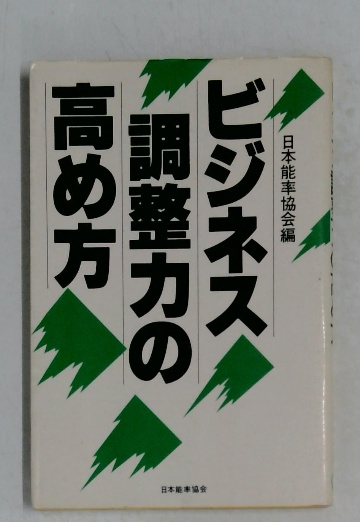 ビジネス
調整力の
高め方
日本能率協会編
日本能率協会